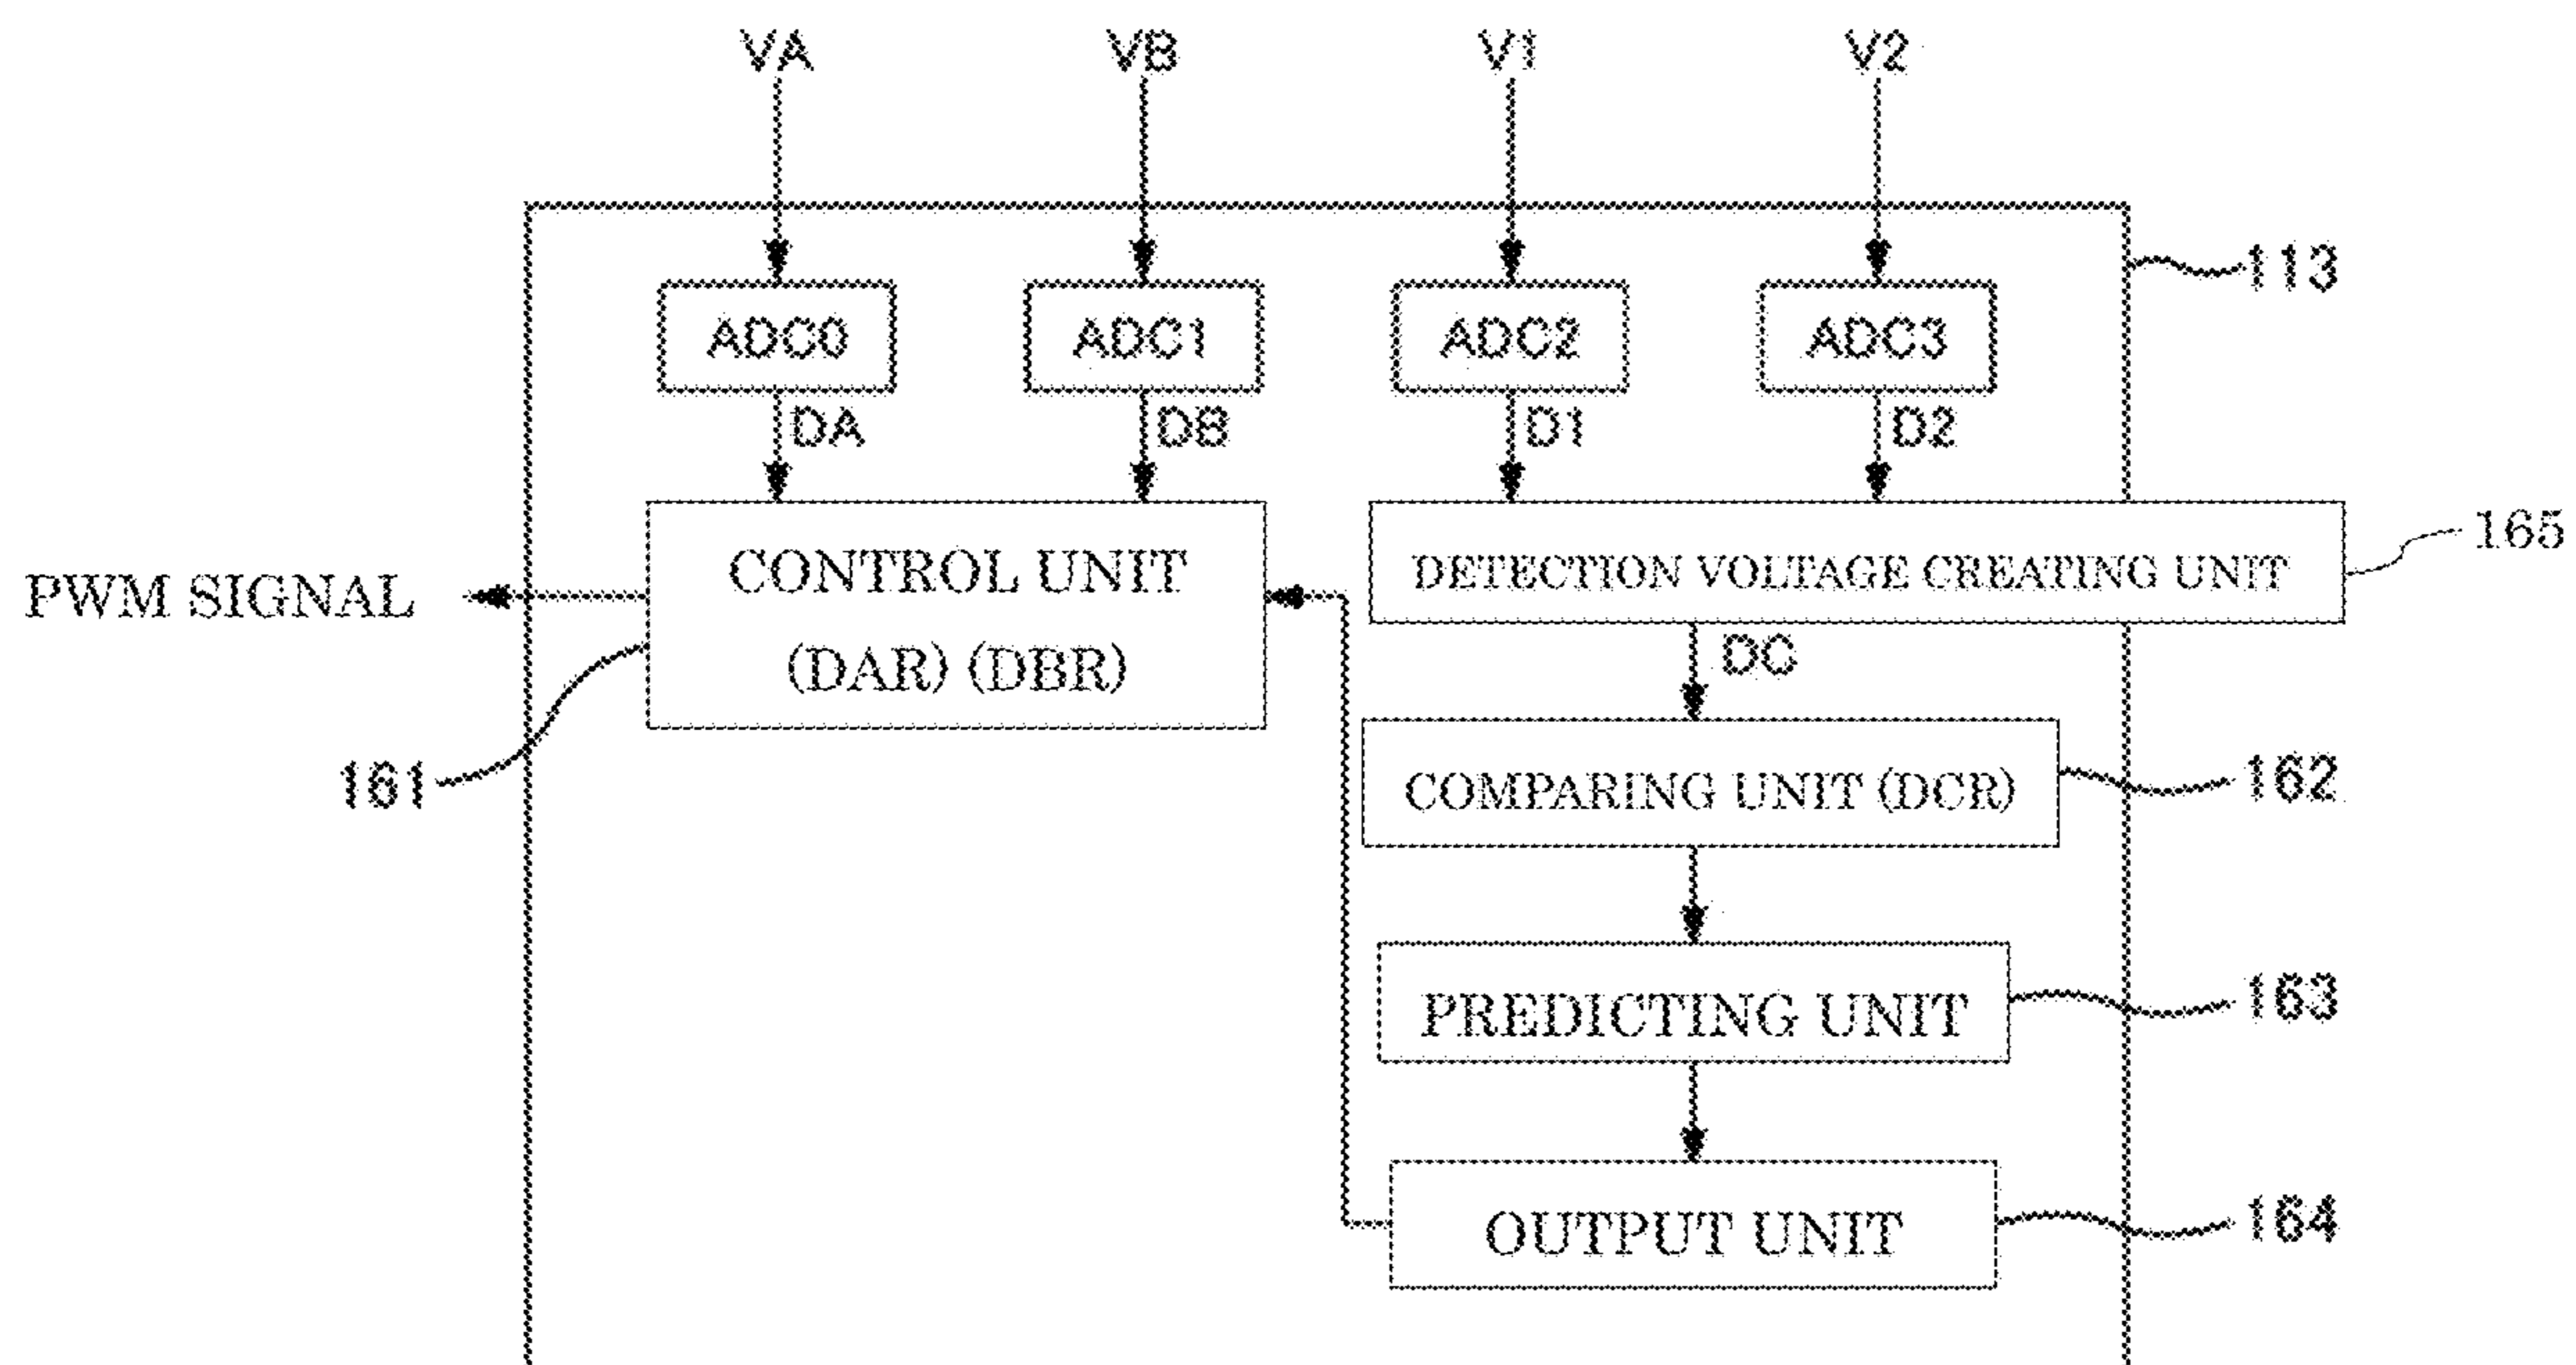 VA VB V1 V2
113
ADC0 ADC1 ADC2 ADC3
DA DB D1 D2
165
CONTROL UNIT
(DAR) (DBR)
DETECTION VOLTAGE CREATING UNIT
PWM SIGNAL
DC
161
COMPARING UNIT (DCR)
162
PREDICTING UNIT
163
OUTPUT UNIT
164